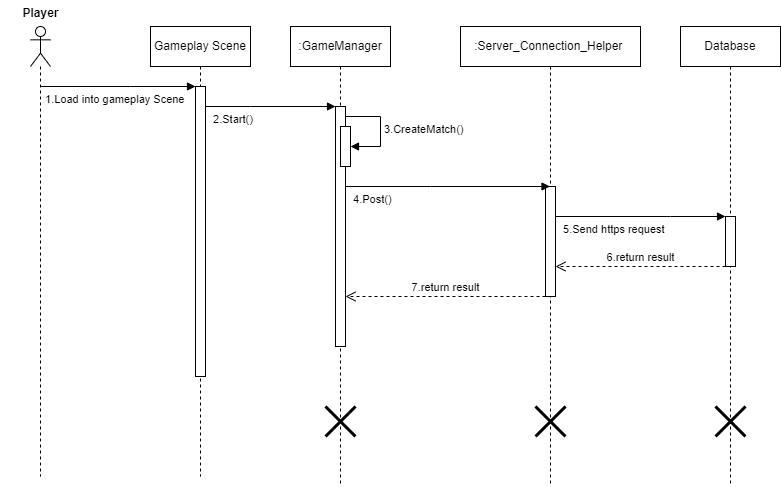 Player
Gameplay Scene
:GameManager
:Server_Connection_Helper
Database
1.Load into gameplay Scene
2.Start()
3.CreateMatch()
4.Post()
5.Send https request
6.return result
7.return result